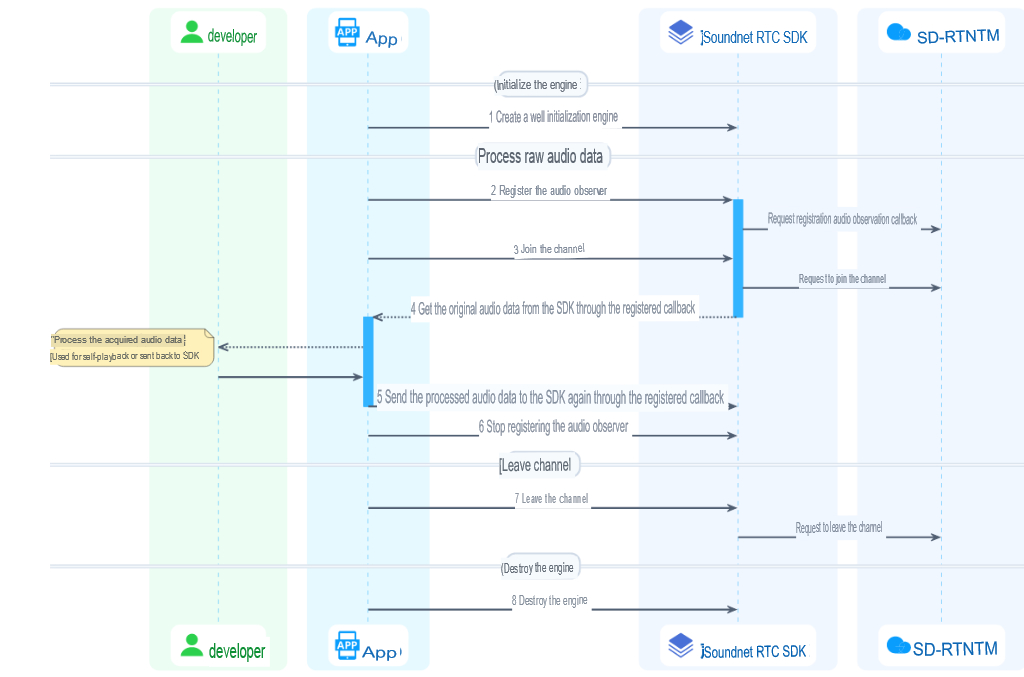 developer
APP
App
Soundnet RTC SDK
SD-RTNTM
(Initialize the engine
1 Create a well initialization engine
Process raw audio data
2 Register the audio observer
Request registration audio observation callback
3 Join the channel
Request to join the channel
4 Get the original audio data from the SDK through the registered callback
"Process the acquired audio data
[Used for self-playback or sent back to SDK
5 Send the processed audio data to the SDK again through the registered callback
6 Stop registering the audio observer
[Leave channel
7 Leave the channel
Request to leave the channel
(Destroy the engine
8 Destroy the engine
developer
APP
App
Soundnet RTC SDK
SD-RTNTM